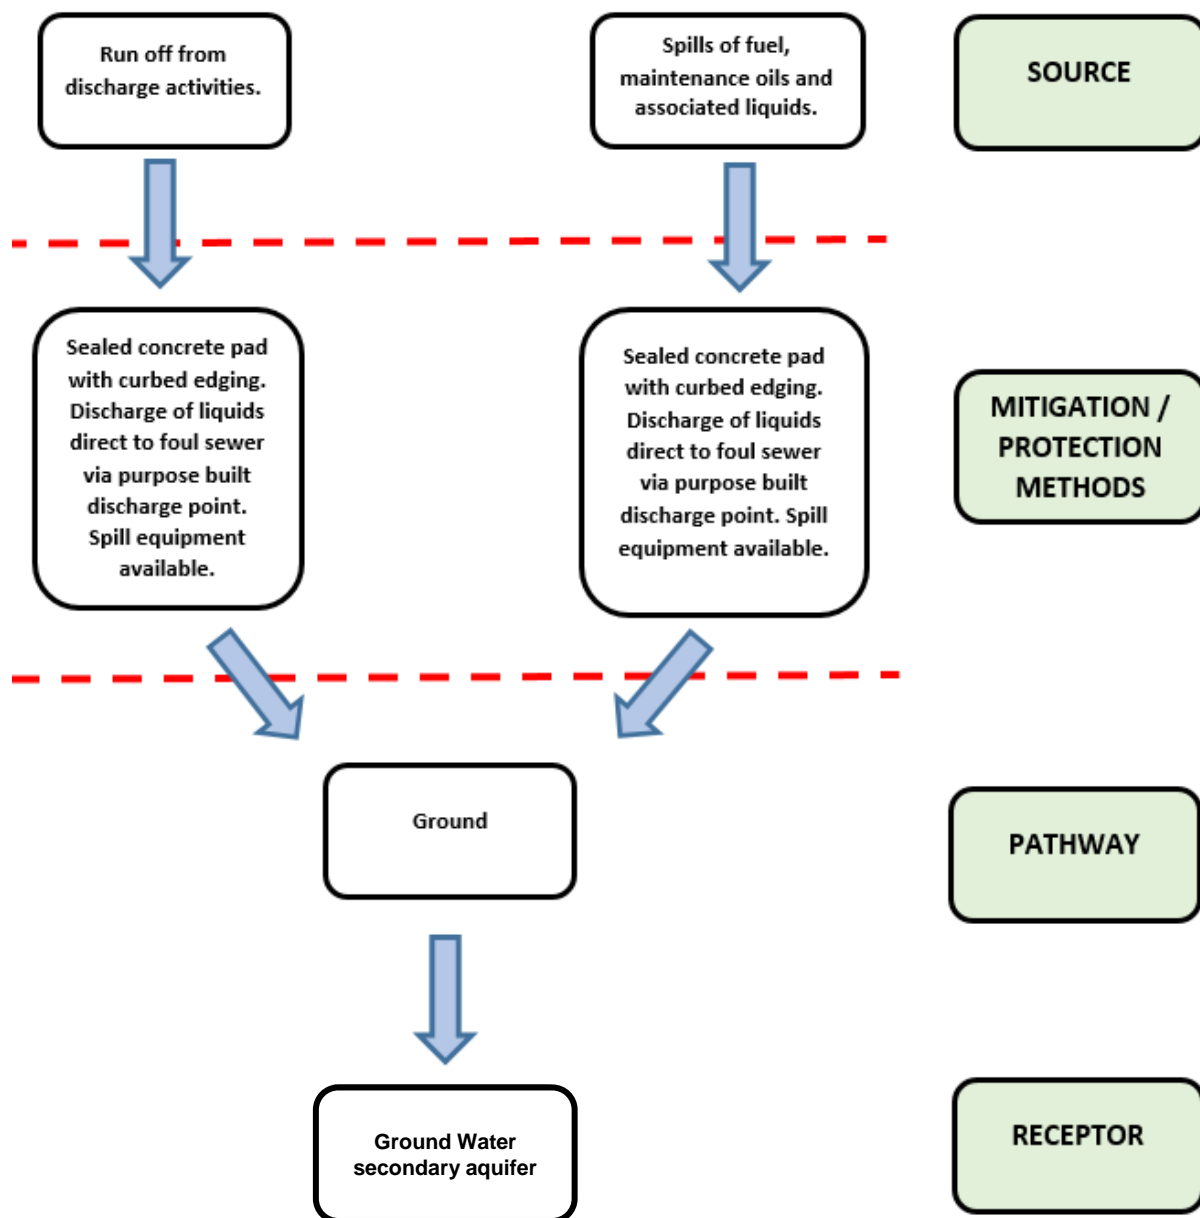 Run off from
discharge activities.
Spills of fuel,
maintenance oils and
associated liquids.
SOURCE
Sealed concrete pad
with curbed edging.
Discharge of liquids
direct to foul sewer
via purpose built
discharge point.
Spill equipment
available.
Sealed concrete pad
with curbed edging.
Discharge of liquids
direct to foul sewer
via purpose built
discharge point. Spill
equipment available.
MITIGATION /
PROTECTION
METHODS
Ground
PATHWAY
Ground Water
secondary aquifer
RECEPTOR